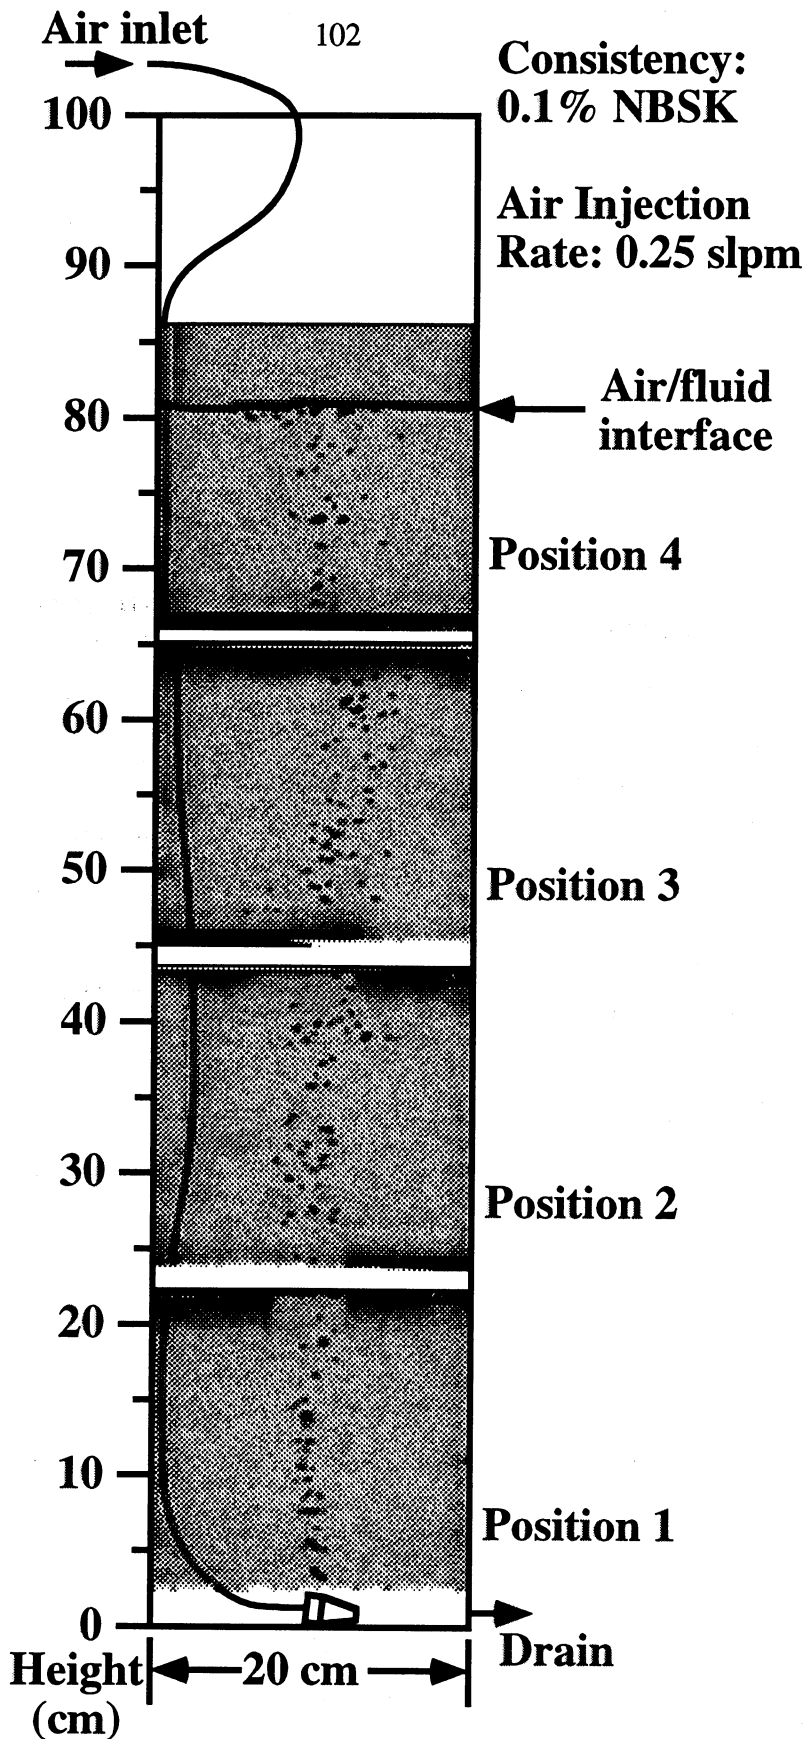 Air inlet
102
Consistency:
0.1% NBSK
100
Air Injection
Rate: 0.25 slpm
90
Air/fluid
interface
80
Position 4
70
60
Position 3
50
40
Position 2
30
20
10
Position 1
0
Drain
Height
(cm)
20 cm